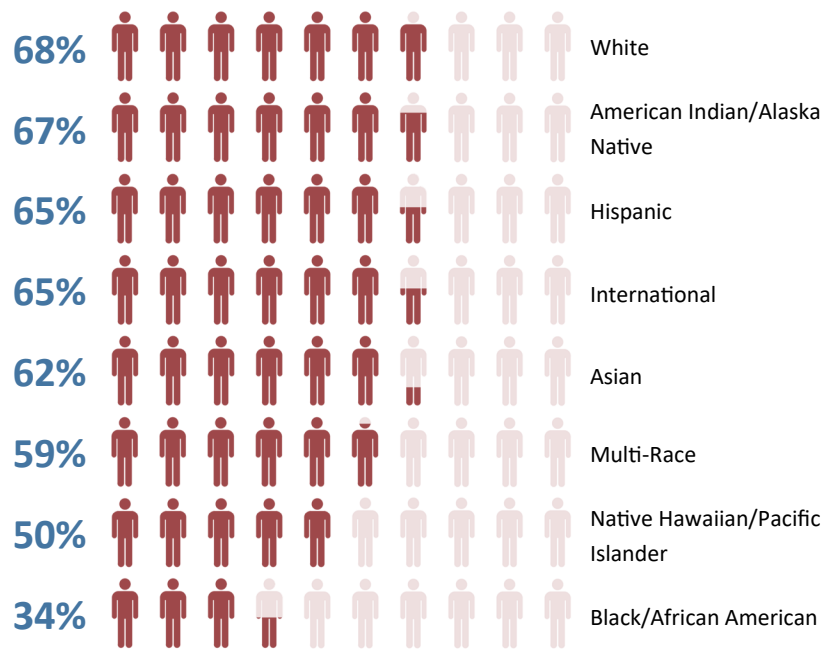 68%
White
67%
American Indian/Alaska
Native
65%
Hispanic
65%
International
62%
Asian
59%
Multi-Race
50%
Native Hawaiian/Pacific
Islander
34%
Black/African American